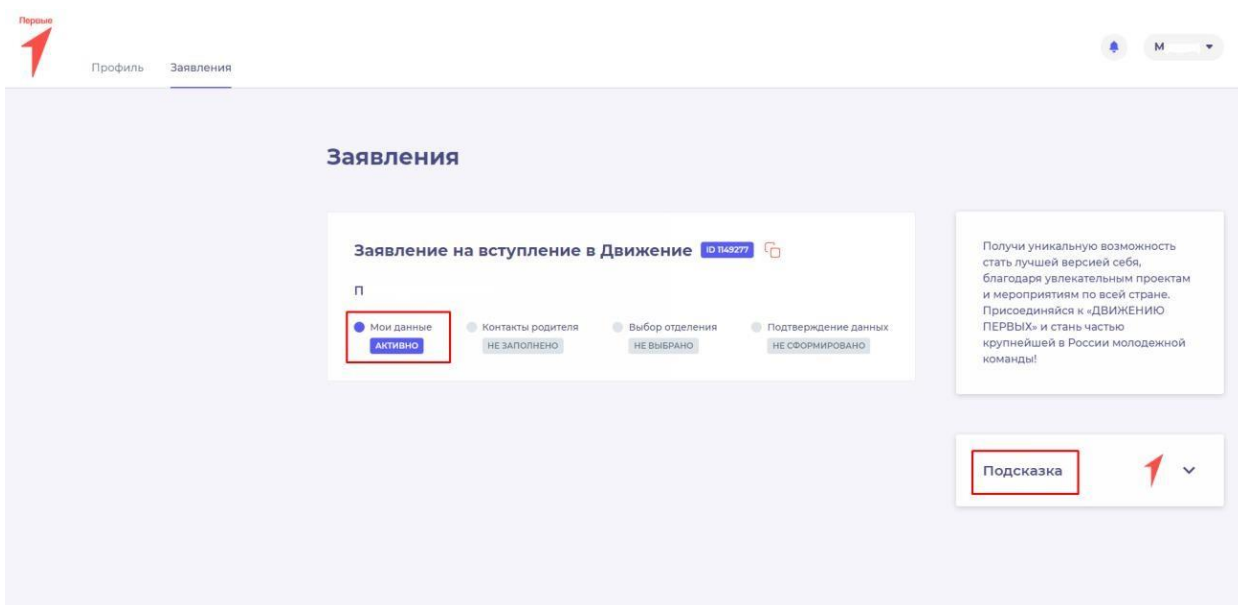 Первые
Профиль Заявления
М
Заявления
Заявление на вступление в Движение ID 1149277
П
Мои данные Контакты родителя Выбор отделения Подтверждение данных
АКТИВНО НЕ ЗАПОЛНЕНО НЕ ВЫБРАНО НЕ СФОРМИРОВАНО
Получи уникальную возможность
стать лучшей версией себя,
благодаря увлекательным проектам
и мероприятиям по всей стране.
Присоединяйся к «ДВИЖЕНИЮ
ПЕРВЫХ» и стань частью
крупнейшей в России молодежной
команды!
Подсказка